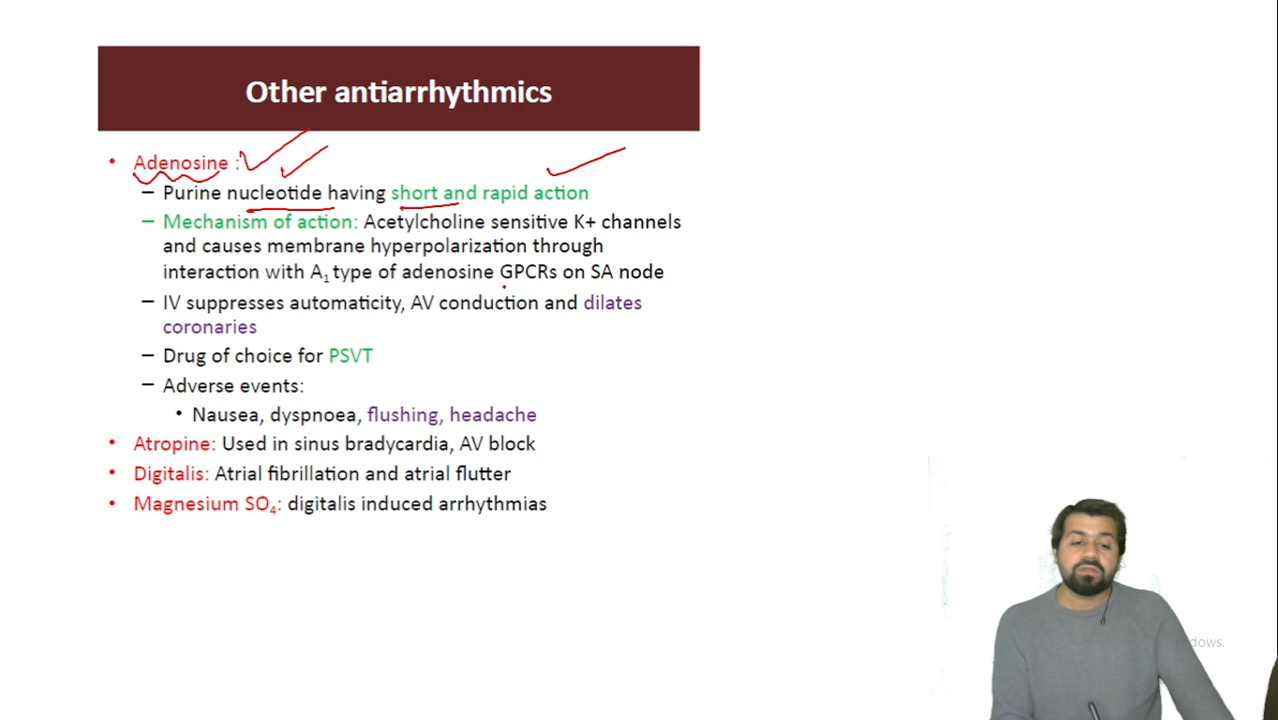 Other antiarrhythmics
• Adenosine :
– Purine nucleotide having short and rapid action
– Mechanism of action: Acetylcholine sensitive K+ channels
and causes membrane hyperpolarization through
interaction with A1 type of adenosine GPCRs on SA node
– IV suppresses automaticity, AV conduction and dilates
coronaries
– Drug of choice for PSVT
– Adverse events:
• Nausea, dyspnoea, flushing, headache
• Atropine: Used in sinus bradycardia, AV block
• Digitalis: Atrial fibrillation and atrial flutter
• Magnesium SO4: digitalis induced arrhythmias
dows.